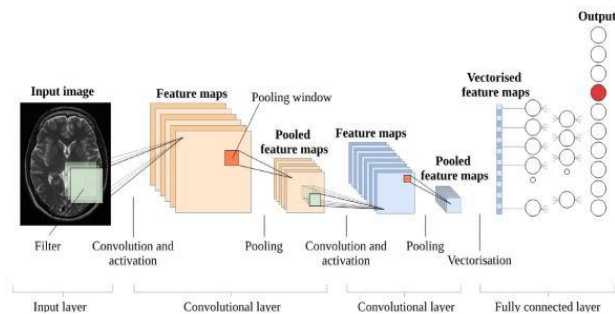 Output
Input image
Feature maps
Pooling window
Pooled
feature maps
Feature maps
Pooled
feature maps
Vectorised
feature maps
Filter
Convolution and
activation
Pooling
Convolution and
activation
Pooling
Vectorisation
Input layer
Convolutional layer
Convolutional layer
Fully connected layer